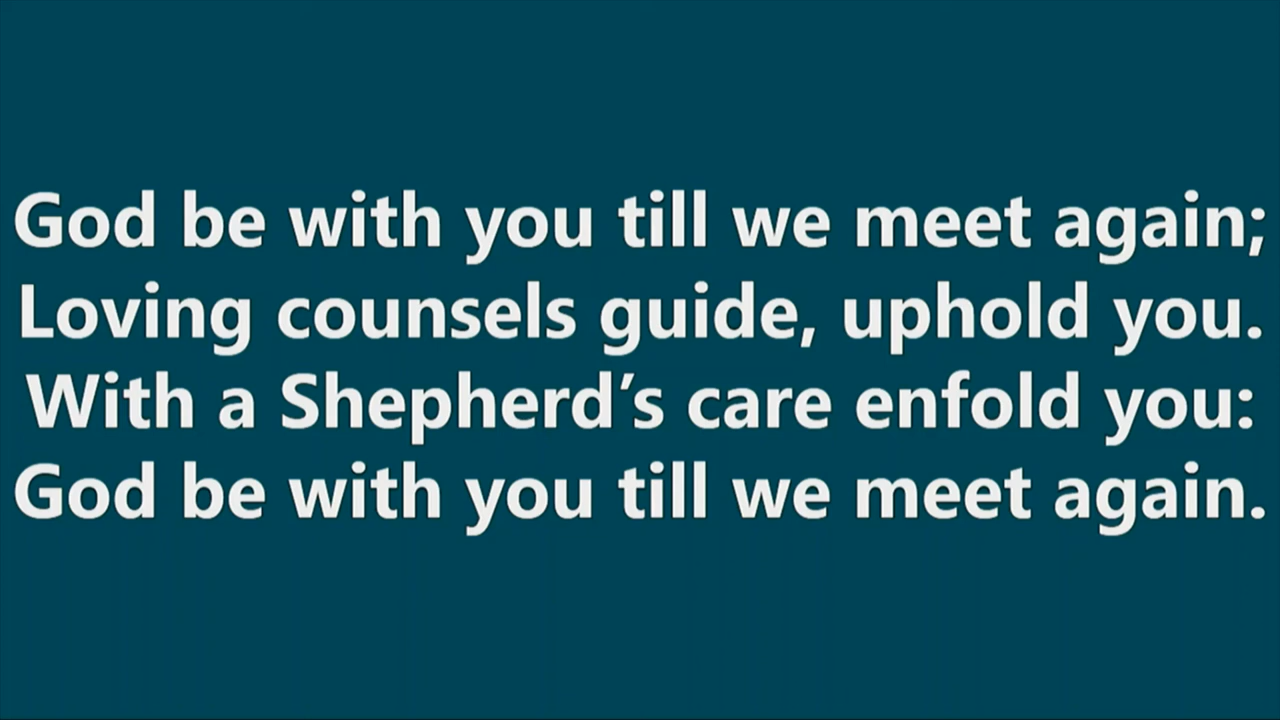 God be with you till we meet again;
Loving counsels guide, uphold you.
With a Shepherd’s care enfold you:
God be with you till we meet again.